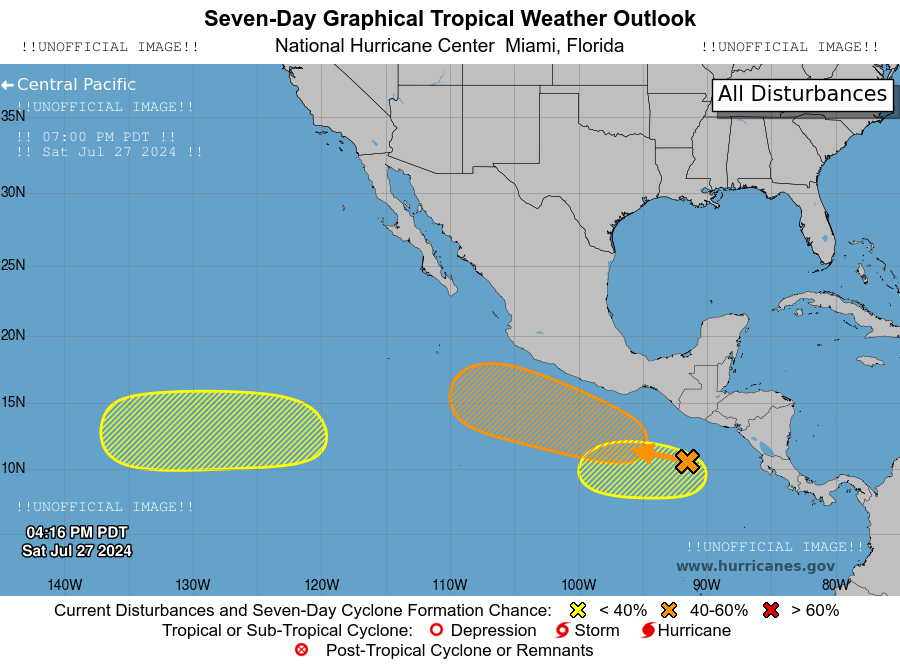 Seven-Day Graphical Tropical Weather Outlook
!!UNOFFICIAL IMAGE!! National Hurricane Center Miami, Florida !!UNOFFICIAL IMAGE!!
Central Pacific
All Disturbances
!!UNOFFICIAL IMAGE!!
35N
!! 07:00 PM PDT !!
!! Sat Jul 27 2024 !!
30N
25N
20N
15N
10N
!!UNOFFICIAL IMAGE!!
04:16 PM PDT
Sat Jul 27 2024
!!UNOFFICIAL IMAGE!!
www.hurricanes.gov
140W 130W 120W 110W 100W 90W 80W
Current Disturbances and Seven-Day Cyclone Formation Chance: < 40% 40-60% > 60%
Tropical or Sub-Tropical Cyclone: Depression Storm Hurricane
Post-Tropical Cyclone or Remnants